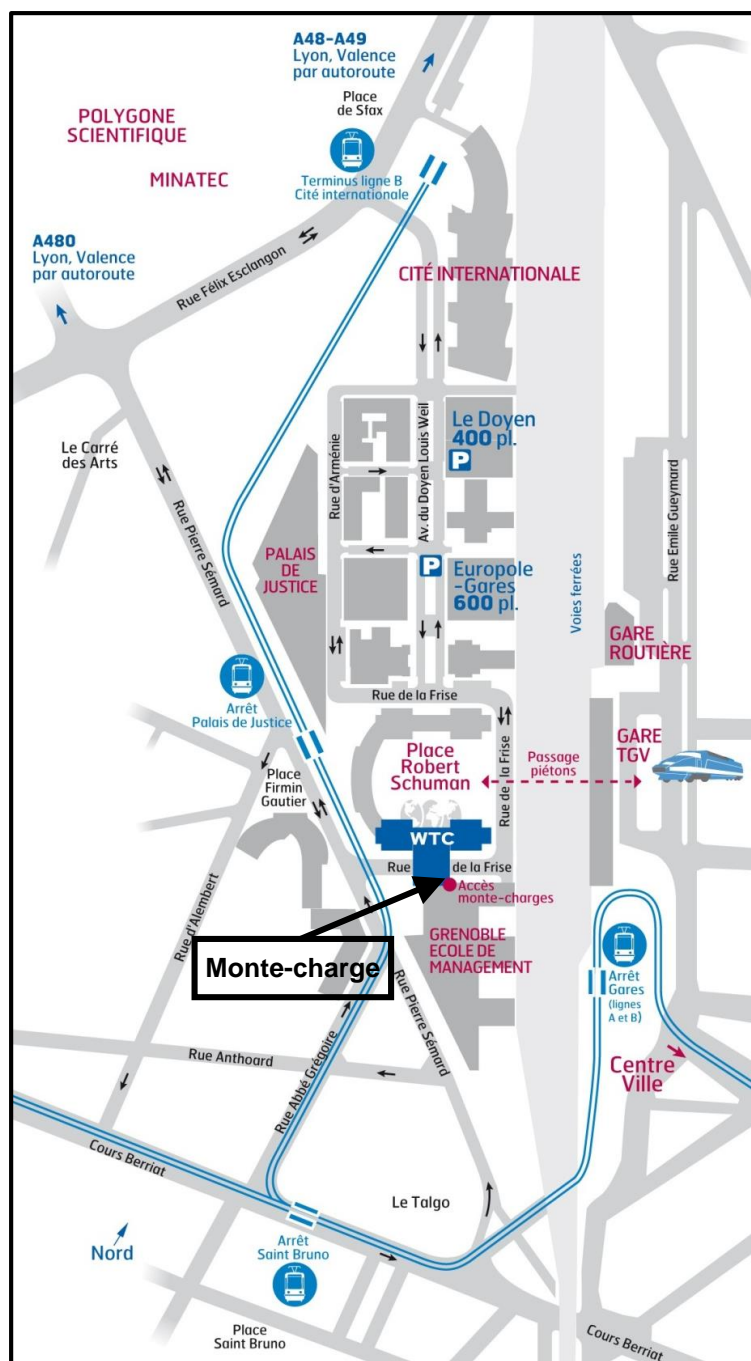 A48-A49
Lyon, Valence
par autoroute
Place
de Sfax
POLYGONE
SCIENTIFIQUE
MINATEC
Terminus ligne B
Cité internationale
A480
Lyon, Valence
par autoroute
Rue Félix Esclangon
CITÉ INTERNATIONALE
Le Carré
des Arts
Rue Pierre Sémard
Rue d'Arménie
Av. du Doyen Louis Weil
Le Doyen
400 pl.
P
Rue Emile Gueymard
PALAIS
DE
JUSTICE
P
Europole
-Gares
600 pl.
Voies ferrées
GARE
ROUTIÈRE
Arrêt
Palais de Justice
Rue de la Frise
Place
Robert
Schuman
Rue de la Frise
Passage
piétons
GARE
TGV
Place
Firmin
Gautier
WTC
Rue de la Frise
Accès
monte-charges
Rue d'Alembert
Monte-charge
GRENOBLE
ECOLE DE
MANAGEMENT
Arrêt
Gares
(lignes
A et B)
Rue Pierre Sémard
Rue Anthoard
Rue Abbé Grégoire
Centre
Ville
Cours Berriat
Le Talgo
Nord
Arrêt
Saint Bruno
Place
Saint Bruno
Cours Berriat